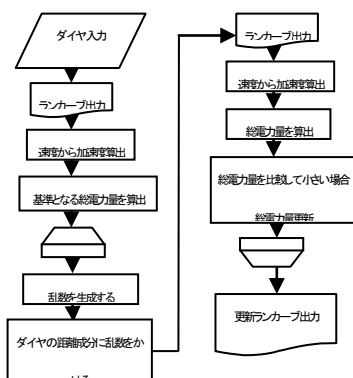 ダイヤ入力
ランカーブ出力
速度から加速度算出
基準となる総電力量を算出
乱数を生成する
ダイヤの距離成分に乱数をか
ける
ランカーブ出力
速度から加速度算出
総電力量を算出
総電力量を比較して小さい場合
総電力量更新
更新ランカーブ出力